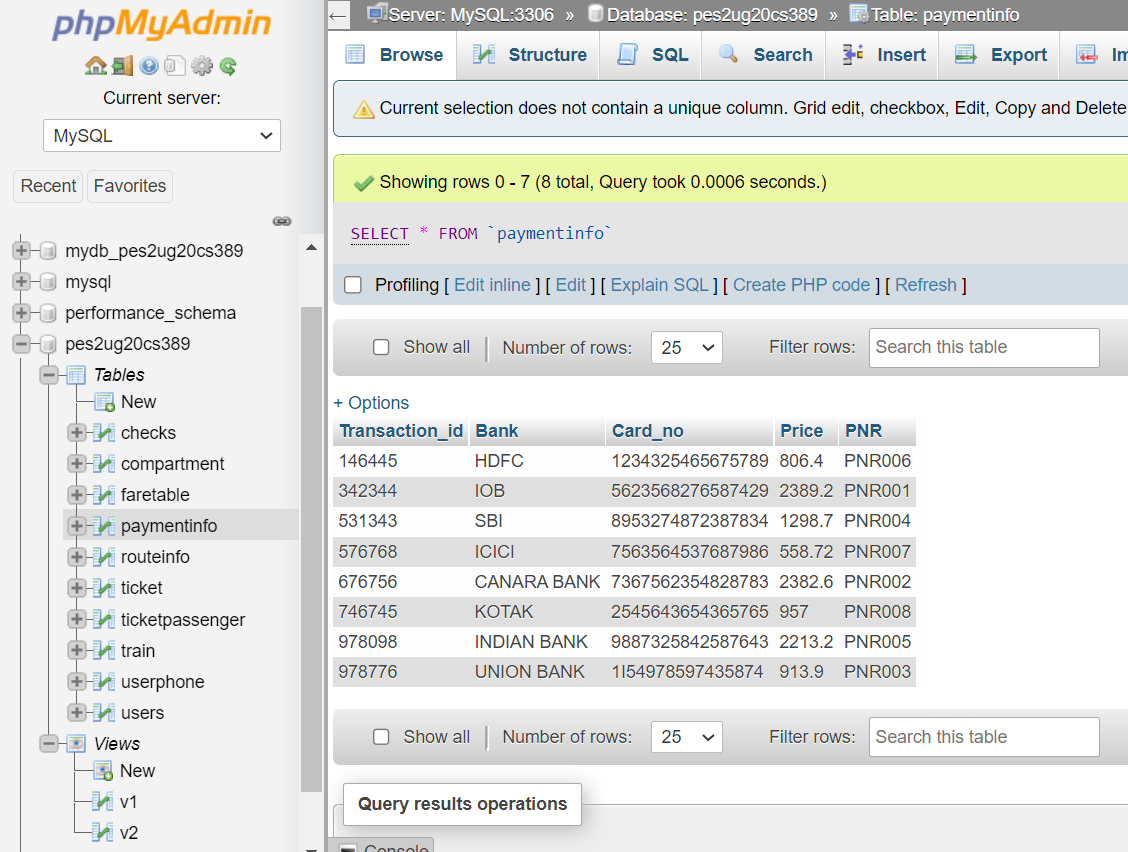 phpMyAdmin
Current server:
MySQL
Recent Favorites
mydb_pes2ug20cs389
mysql
performance_schema
pes2ug20cs389
Tables
New
checks
compartment
faretable
paymentinfo
routeinfo
ticket
ticketpassenger
train
userphone
users
Views
New
v1
v2
Server: MySQL:3306 » Database: pes2ug20cs389 » Table: paymentinfo
Browse Structure SQL Search Insert Export Im
Current selection does not contain a unique column. Grid edit, checkbox, Edit, Copy and Delete
Showing rows 0 - 7 (8 total, Query took 0.0006 seconds.)
SELECT * FROM `paymentinfo`
Profiling [ Edit inline ] [ Edit ] [ Explain SQL ] [ Create PHP code ] [ Refresh ]
Show all | Number of rows: 25 Filter rows: Search this table
+ Options
Transaction_id Bank Card_no Price PNR
146445 HDFC 1234325465675789 806.4 PNR006
342344 IOB 5623568276587429 2389.2 PNR001
531343 SBI 8953274872387834 1298.7 PNR004
576768 ICICI 7563564537687986 558.72 PNR007
676756 CANARA BANK 7367562354828783 2382.6 PNR002
746745 KOTAK 2545643654365765 957 PNR008
978098 INDIAN BANK 9887325842587643 2213.2 PNR005
978776 UNION BANK 1I54978597435874 913.9 PNR003
Show all | Number of rows: 25 Filter rows: Search this table
Query results operations
Console